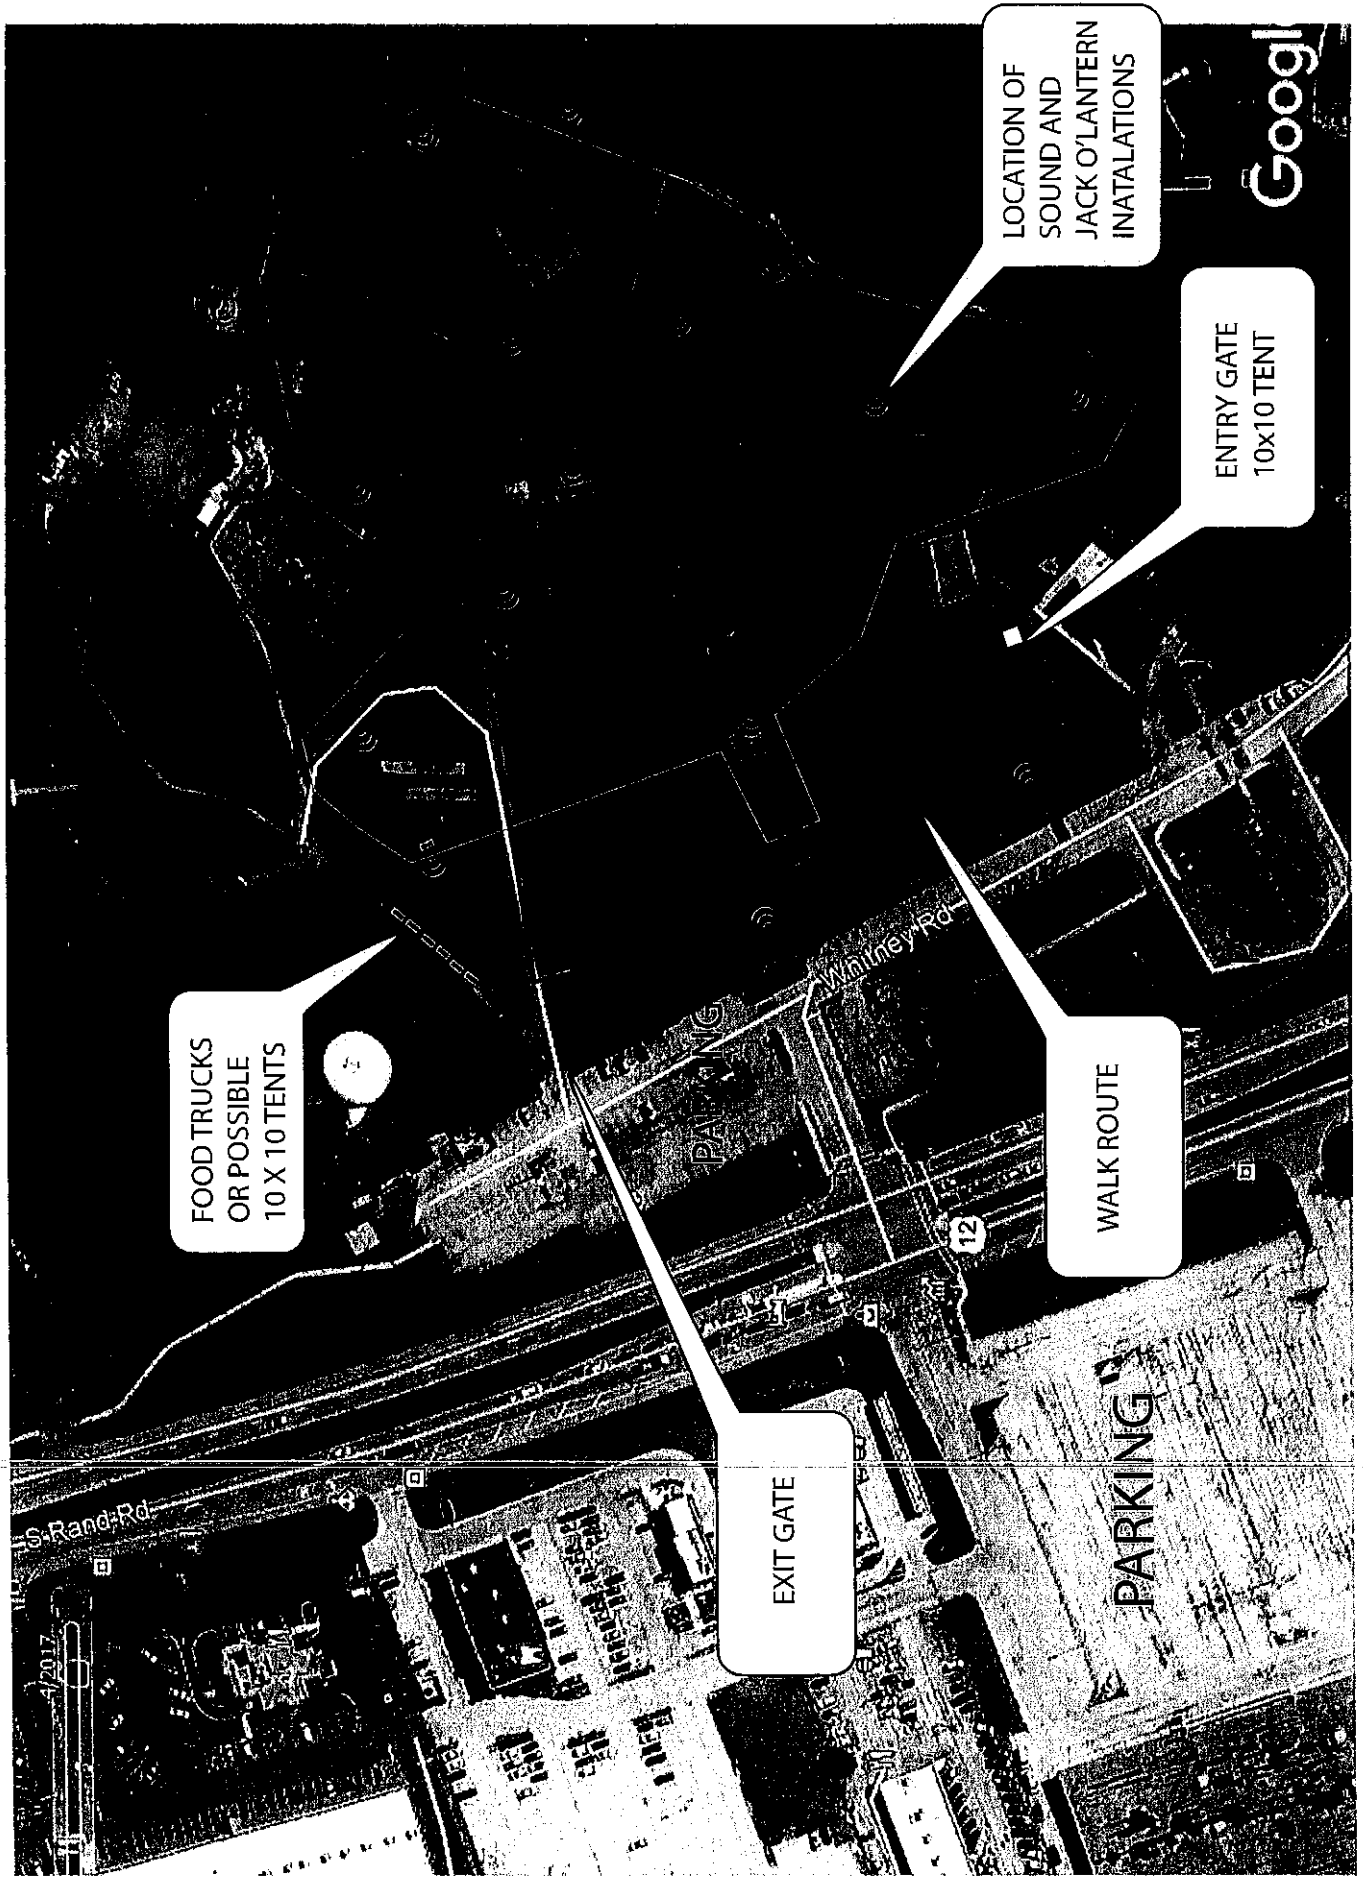 LOCATION OF
SOUND AND
JACK O'LANTERN
INATALATIONS
Googl
ENTRY GATE
10x10 TENT
FOOD TRUCKS
OR POSSIBLE
10 X 10 TENTS
Whitney Rd
PARKING
WALK ROUTE
12
EXIT GATE
S Rand Rd
PARKING
/2017